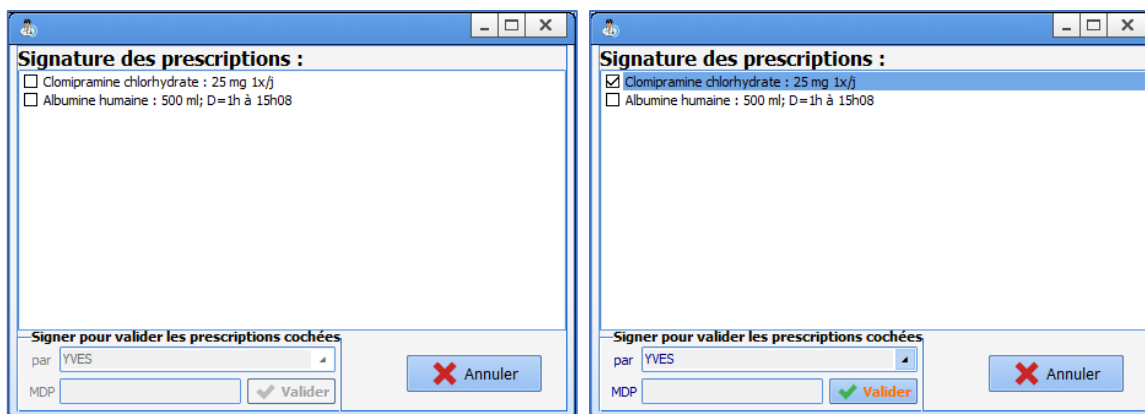 Signature des prescriptions :
Clomipramine chlorhydrate : 25 mg 1x/j
Albumine humaine : 500 ml; D=1h à 15h08
Signer pour valider les prescriptions cochées
par YVES
Annuler
MDP Valider
Signature des prescriptions :
Clomipramine chlorhydrate : 25 mg 1x/j
Albumine humaine : 500 ml; D=1h à 15h08
Signer pour valider les prescriptions cochées
par YVES
Annuler
MDP Valider